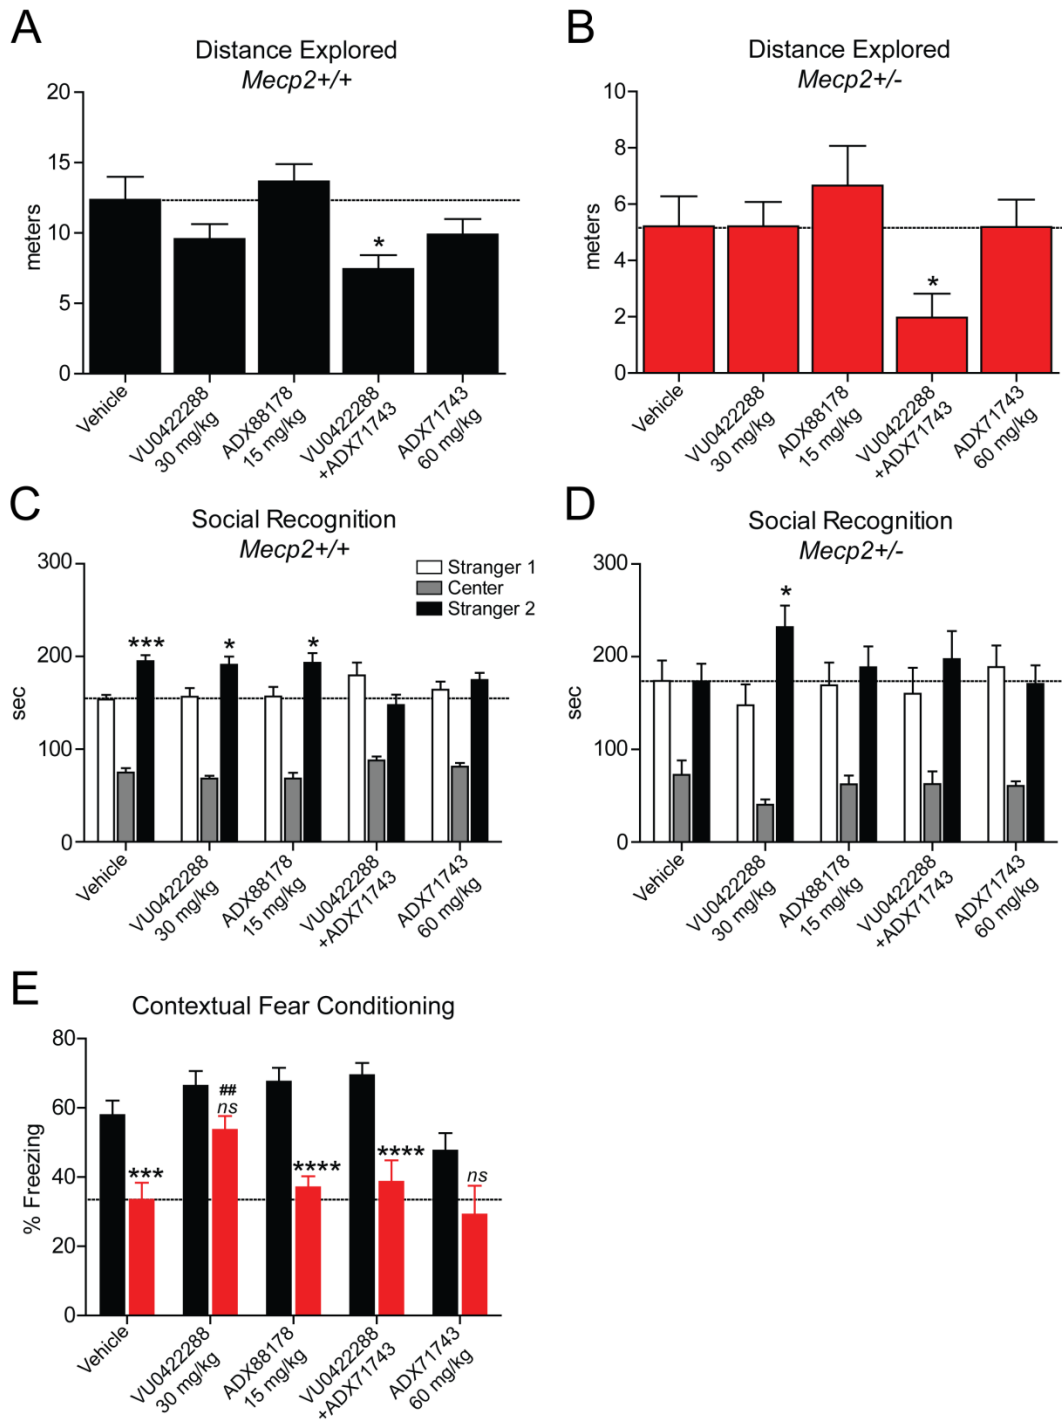 A
Distance Explored
Mecp2+/+
20
15
10
5
0
meters
*
Vehicle
VU0422288
30 mg/kg
ADX88178
15 mg/kg
VU0422288
+ADX71743
ADX71743
60 mg/kg
B
Distance Explored
Mecp2+/-
10
8
6
4
2
0
meters
*
Vehicle
VU0422288
30 mg/kg
ADX88178
15 mg/kg
VU0422288
+ADX71743
ADX71743
60 mg/kg
C
Social Recognition
Mecp2+/+
300
200
100
0
sec
Stranger 1
Center
Stranger 2
***
*
*
Vehicle
VU0422288
30 mg/kg
ADX88178
15 mg/kg
VU0422288
+ADX71743
ADX71743
60 mg/kg
D
Social Recognition
Mecp2+/-
300
200
100
0
sec
*
Vehicle
VU0422288
30 mg/kg
ADX88178
15 mg/kg
VU0422288
+ADX71743
ADX71743
60 mg/kg
E
Contextual Fear Conditioning
80
60
40
20
0
% Freezing
***
##
ns
****
****
ns
Vehicle
VU0422288
30 mg/kg
ADX88178
15 mg/kg
VU0422288
+ADX71743
ADX71743
60 mg/kg